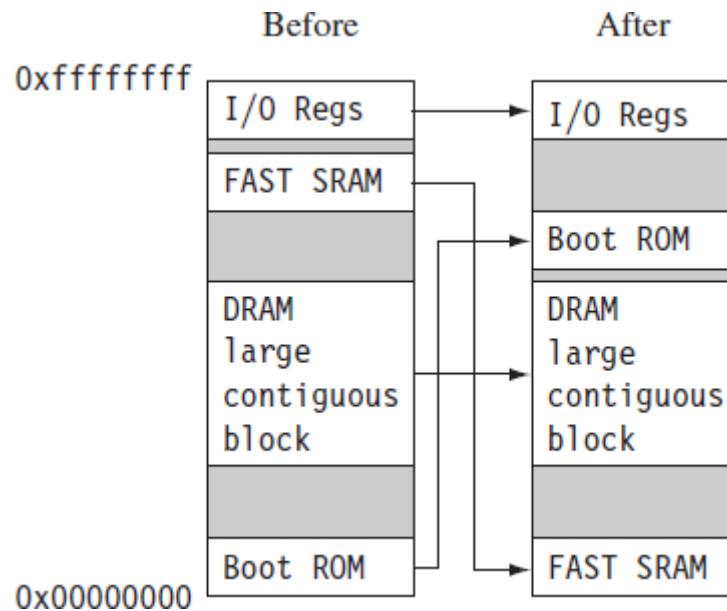 Before
After
0xffffffff
I/O Regs
FAST SRAM
DRAM
large
contiguous
block
Boot ROM
0x00000000
I/O Regs
Boot ROM
DRAM
large
contiguous
block
FAST SRAM